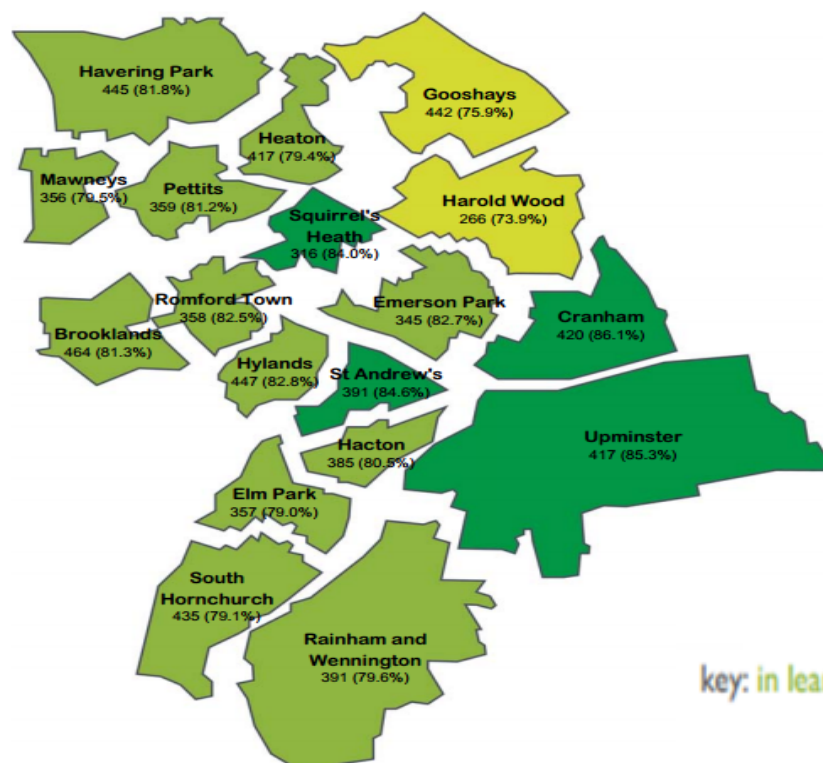 Havering Park
445 (81.8%)
Gooshays
442 (75.9%)
Heaton
417 (79.4%)
Mawneys
356 (79.5%)
Pettits
359 (81.2%)
Harold Wood
266 (73.9%)
Squirrel's
Heath
316 (84.0%)
Romford Town
358 (82.5%)
Emerson Park
345 (82.7%)
Cranham
420 (86.1%)
Brooklands
464 (81.3%)
Hylands
447 (82.8%)
St Andrew's
391 (84.6%)
Upminster
417 (85.3%)
Hacton
385 (80.5%)
Elm Park
357 (79.0%)
South
Hornchurch
435 (79.1%)
Rainham and
Wennington
391 (79.6%)
key: in